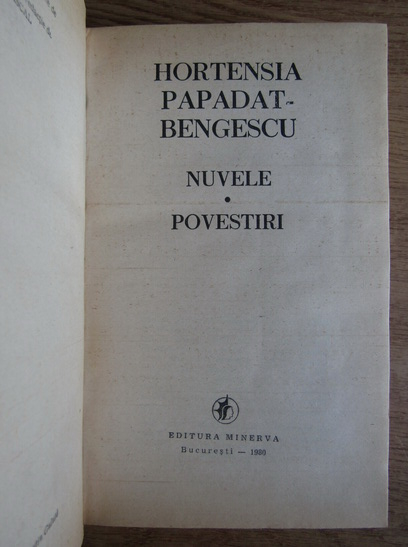 HORTENSIA
PAPADAT-
BENGESCU
NUVELE
•
POVESTIRI
EDITURA MINERVA
București — 1980